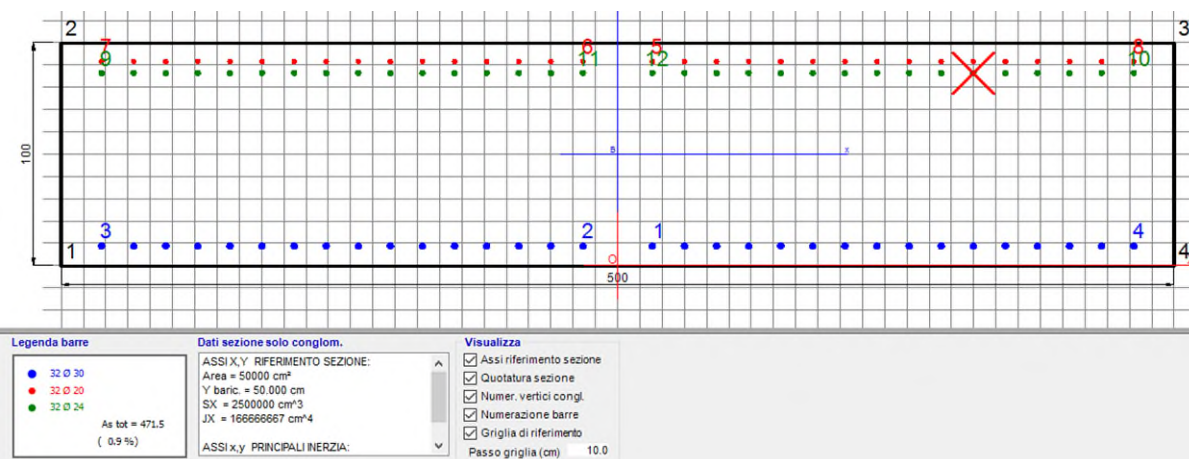 2
3
7
6
5
8
9
11
12
10
100
B
x
3
2
1
4
1
O
4
500
Legenda barre
32 Ø 30
32 Ø 20
32 Ø 24
As tot = 471.5
( 0.9 %)
Dati sezione solo conglom.
ASSI X,Y RIFERIMENTO SEZIONE:
Area = 50000 cm²
Y baric. = 50.000 cm
SX = 2500000 cm^3
JX = 166666667 cm^4
ASSI x,y PRINCIPALI INERZIA:
Visualizza
Assi riferimento sezione
Quotatura sezione
Numer. vertici congl.
Numerazione barre
Griglia di riferimento
Passo griglia (cm) 10.0